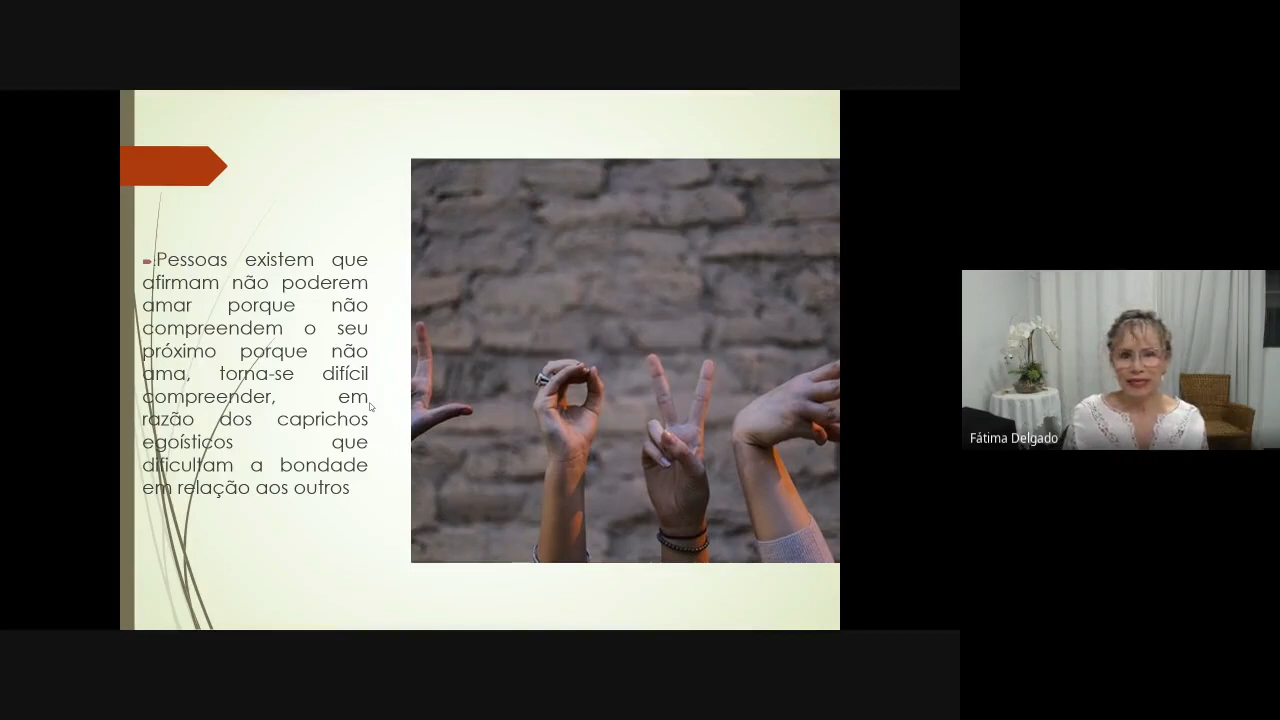 Pessoas existem que
afirmam não poderem
amar porque não
compreendem o seu
próximo porque não
ama, torna-se difícil
compreender, em
razão dos caprichos
egoísticos que
dificultam a bondade
em relação aos outros
Fátima Delgado